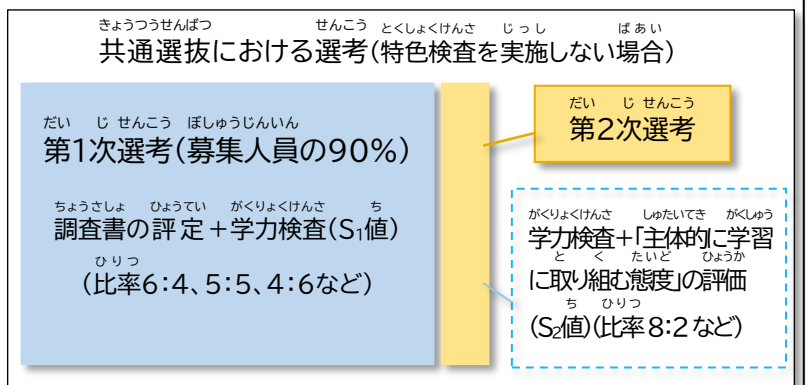 きょうつうせんばつ せんこう とくしょくけんさ じっし ばあい
共通選抜における選考(特色検査を実施しない場合)
だい じ せんこう ぼしゅうじんいん
第1次選考(募集人員の90%)
ちょうさしょ ひょうてい がくりょくけんさ ち
調査書の評定+学力検査(S₁値)
ひりつ
(比率6:4、5:5、4:6など)
だい じ せんこう
第2次選考
がくりょくけんさ しゅたいてき がくしゅう
学力検査+「主体的に学習
と く たいど ひょうか
に取り組む態度」の評価
ち ひりつ
(S₂値)(比率8:2など)